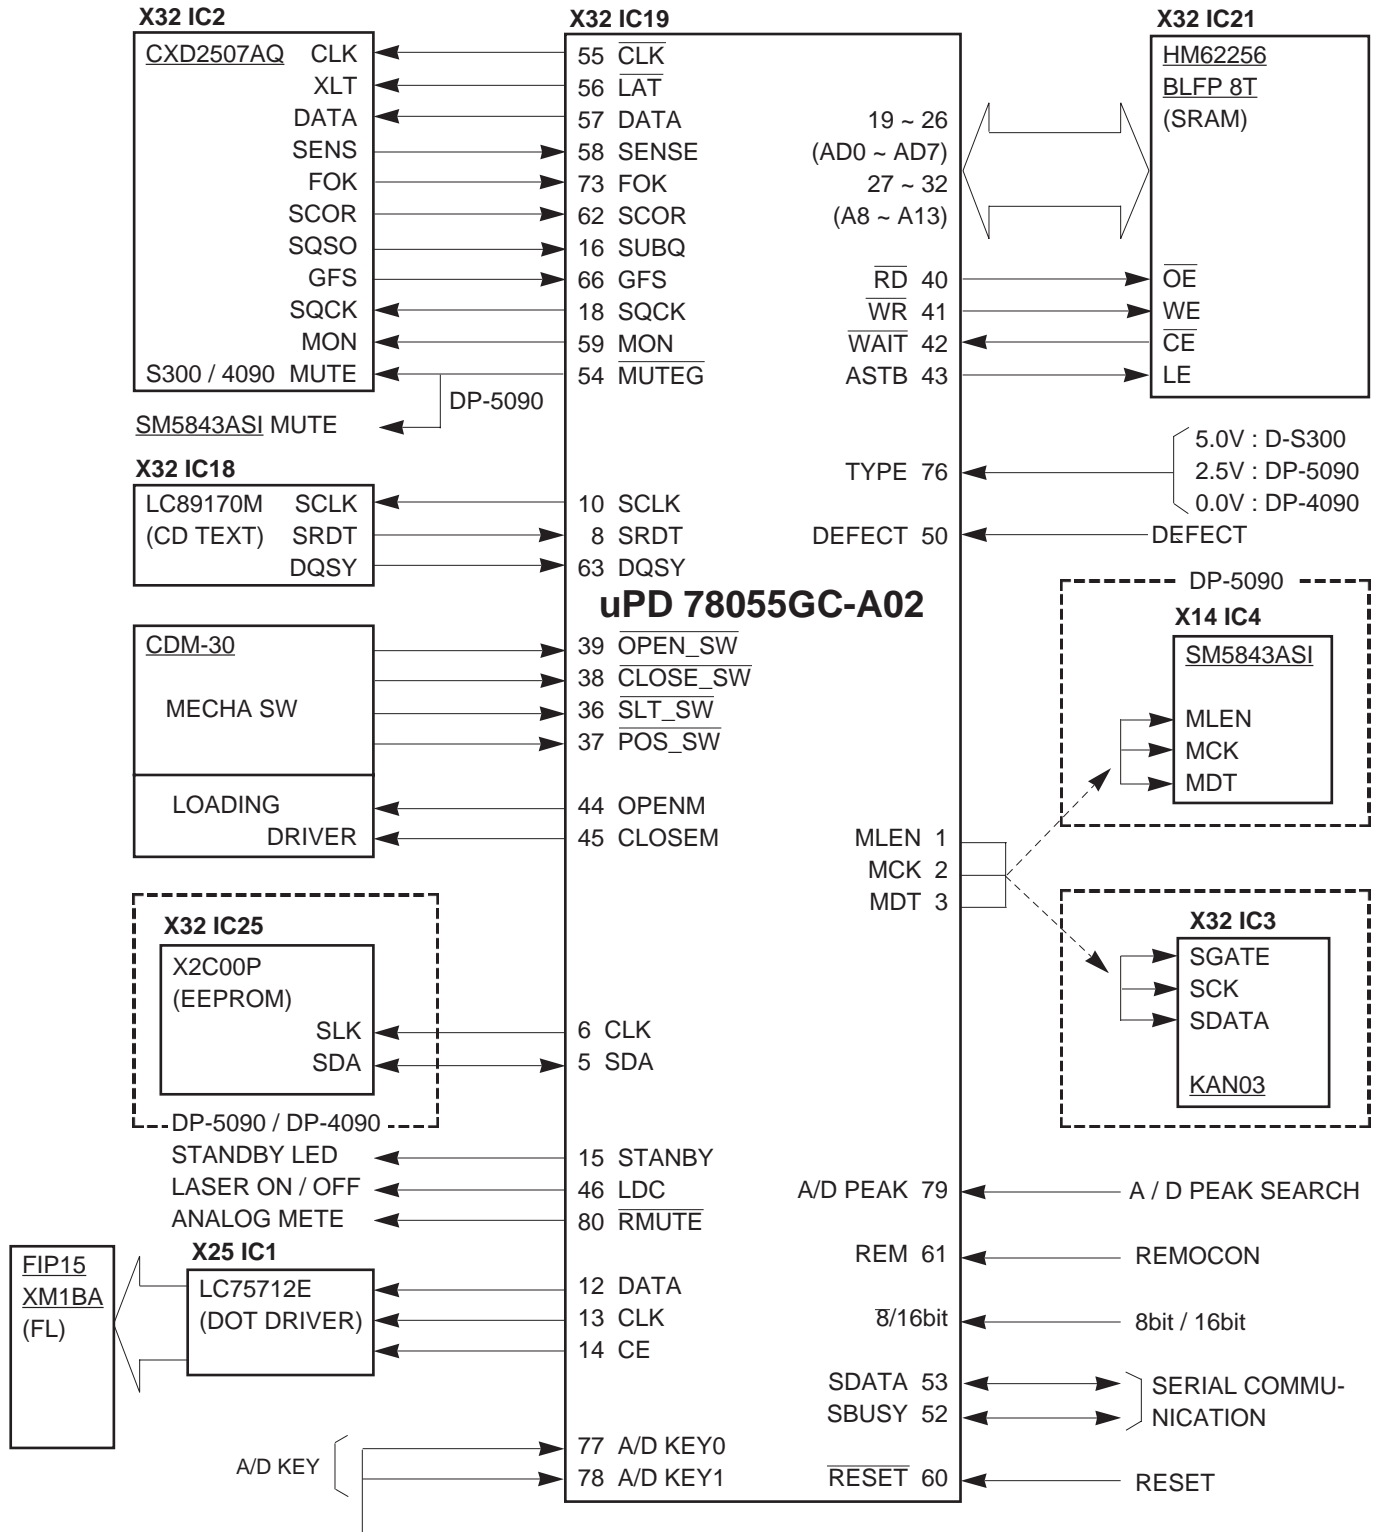 X32 IC2
CXD2507AQ CLK
XLT
DATA
SENS
FOK
SCOR
SQSO
GFS
SQCK
MON
S300 / 4090 MUTE
DP-5090
SM5843ASI MUTE
X32 IC18
LC89170M SCLK
(CD TEXT) SRDT
DQSY
CDM-30
MECHA SW
LOADING
DRIVER
X32 IC25
X2C00P
(EEPROM)
SLK
SDA
DP-5090 / DP-4090
STANDBY LED
LASER ON / OFF
ANALOG METE
X25 IC1
LC75712E
(DOT DRIVER)
FIP15
XM1BA
(FL)
A/D KEY
X32 IC19
55 CLK
56 LAT
57 DATA
58 SENSE
73 FOK
62 SCOR
16 SUBQ
66 GFS
18 SQCK
59 MON
54 MUTEG
10 SCLK
8 SRDT
63 DQSY
uPD 78055GC-A02
39 OPEN_SW
38 CLOSE_SW
36 SLT_SW
37 POS_SW
44 OPENM
45 CLOSEM
6 CLK
5 SDA
15 STANBY
46 LDC
80 RMUTE
12 DATA
13 CLK
14 CE
77 A/D KEY0
78 A/D KEY1
19 ~ 26
(AD0 ~ AD7)
27 ~ 32
(A8 ~ A13)
RD 40
WR 41
WAIT 42
ASTB 43
TYPE 76
DEFECT 50
MLEN 1
MCK 2
MDT 3
A/D PEAK 79
REM 61
8/16bit
SDATA 53
SBUSY 52
RESET 60
X32 IC21
HM62256
BLFP 8T
(SRAM)
OE
WE
CE
LE
5.0V : D-S300
2.5V : DP-5090
0.0V : DP-4090
DEFECT
DP-5090
X14 IC4
SM5843ASI
MLEN
MCK
MDT
X32 IC3
SGATE
SCK
SDATA
KAN03
A / D PEAK SEARCH
REMOCON
8bit / 16bit
SERIAL COMMU-
NICATION
RESET